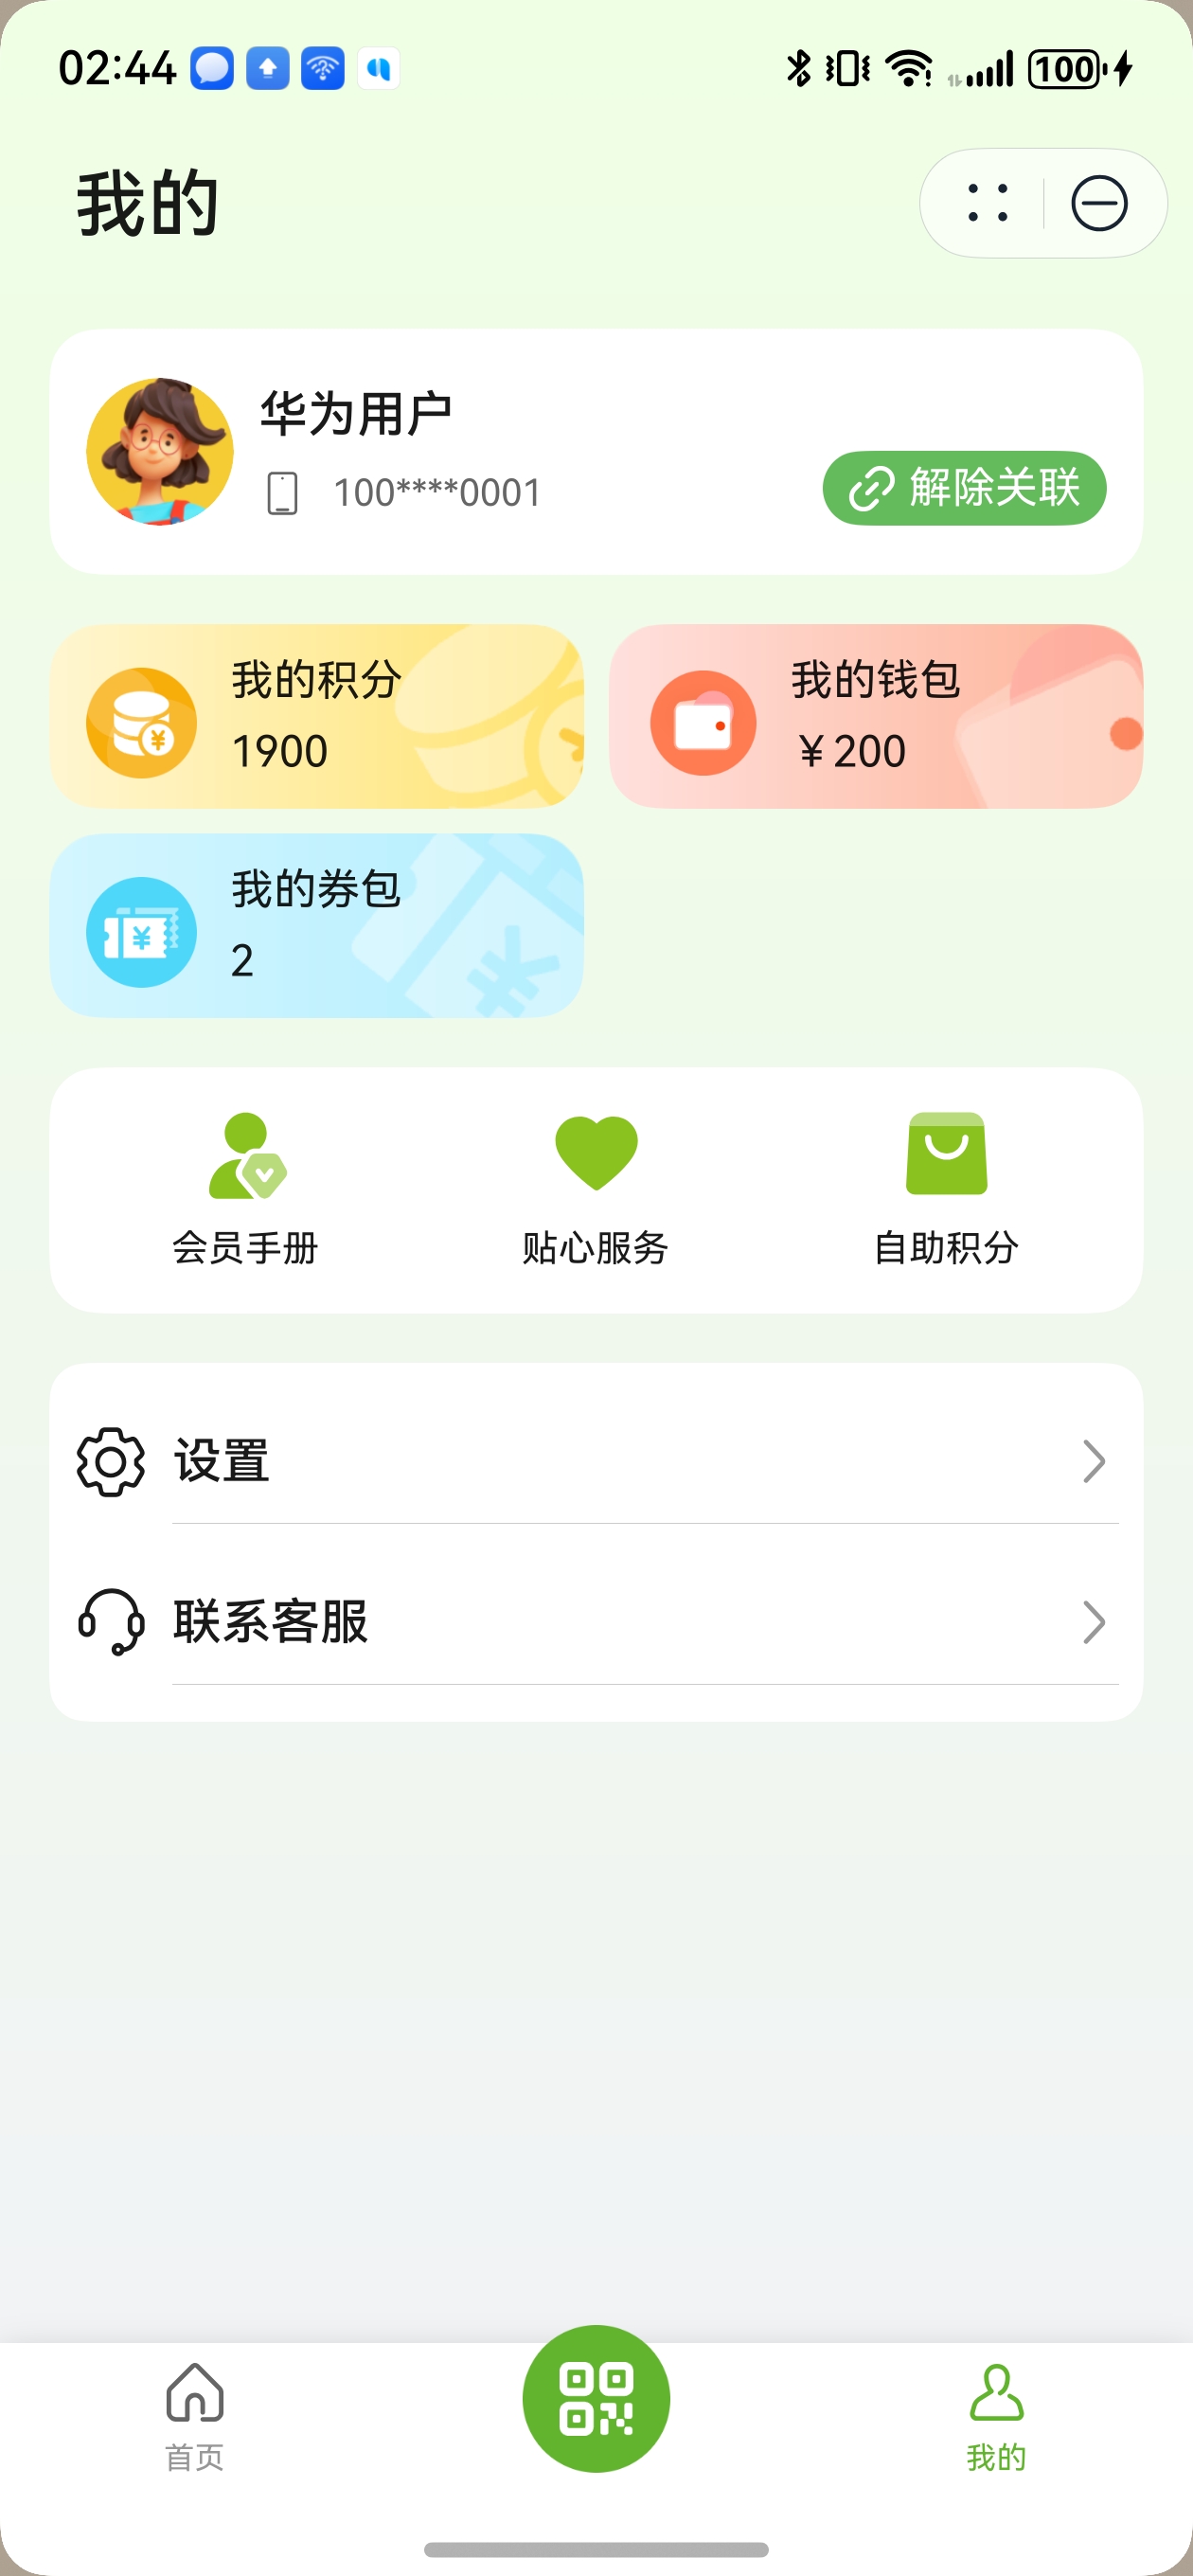 02:44
100
我的
华为用户
100****0001
解除关联
我的积分
1900
我的钱包
￥200
我的券包
2
会员手册
贴心服务
自助积分
设置
联系客服
首页
我的